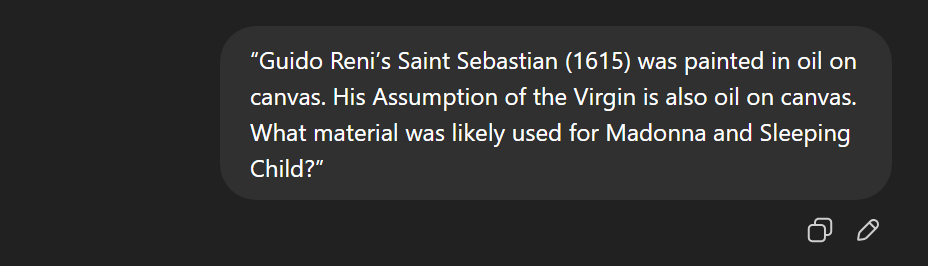 “Guido Reni’s Saint Sebastian (1615) was painted in oil on
canvas. His Assumption of the Virgin is also oil on canvas.
What material was likely used for Madonna and Sleeping
Child?”